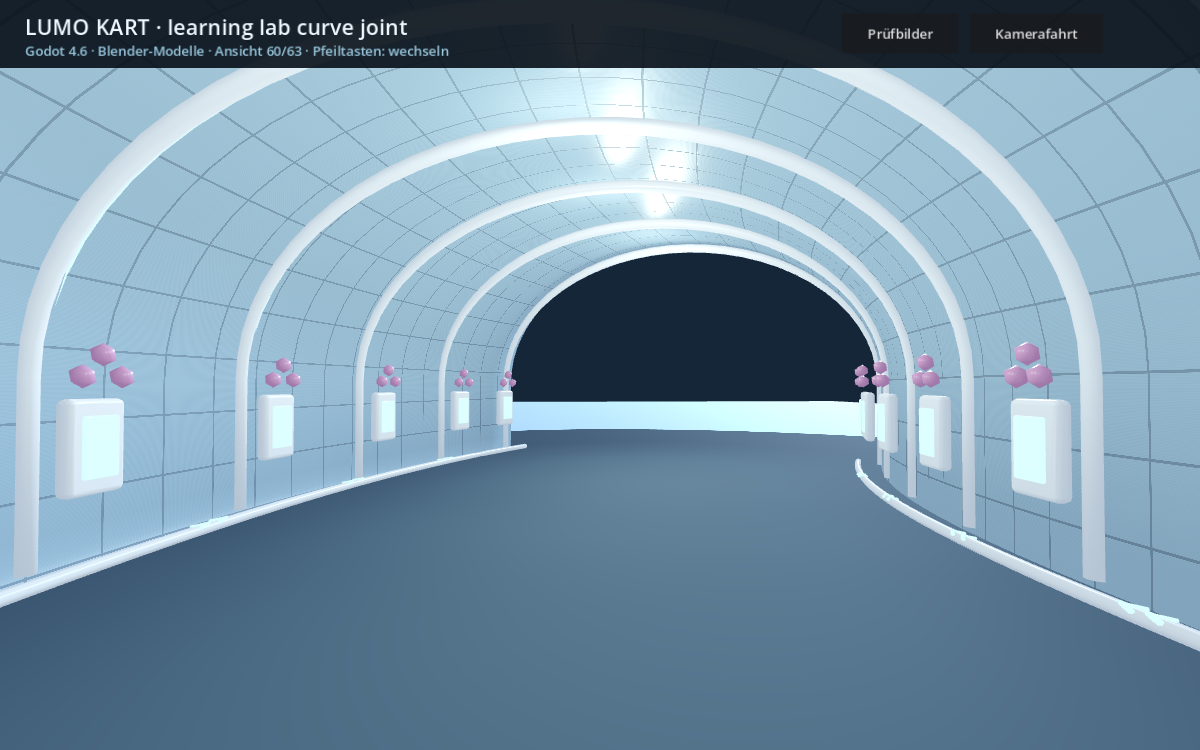 LUMO KART · learning lab curve joint
Godot 4.6 · Blender-Modelle · Ansicht 60/63 · Pfeiltasten: wechseln
Prüfbilder
Kamerafahrt